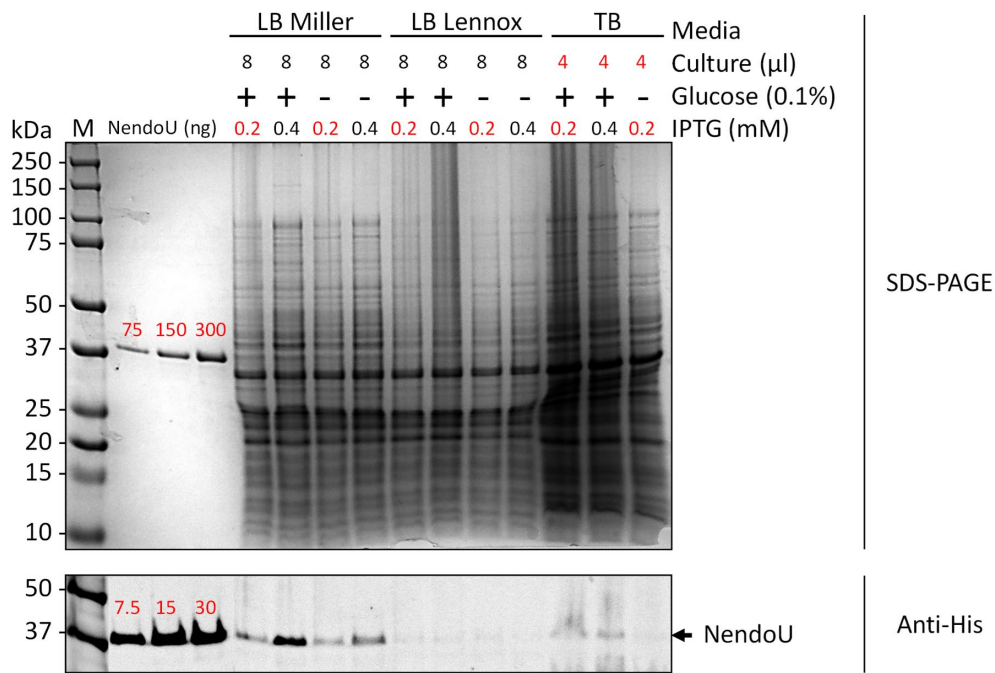 LB Miller LB Lennox TB Media
8 8 8 8 8 8 8 8 4 4 4 Culture (µl)
+ + - - + + - - + + - Glucose (0.1%)
kDa M NendoU (ng) 0.2 0.4 0.2 0.4 0.2 0.4 0.2 0.4 0.2 0.4 0.2 IPTG (mM)
250
150
100
75
50
37
25
20
15
10
75 150 300
SDS-PAGE
50
37
7.5 15 30
NendoU
Anti-His